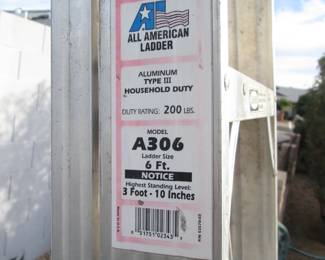 ALL AMERICAN
LADDER
ALUMINUM
TYPE III
HOUSEHOLD DUTY
DUTY RATING: 200 LBS.
MODEL
A306
Ladder Size
6 Ft.
NOTICE
Highest Standing Level:
3 Foot - 10 Inches